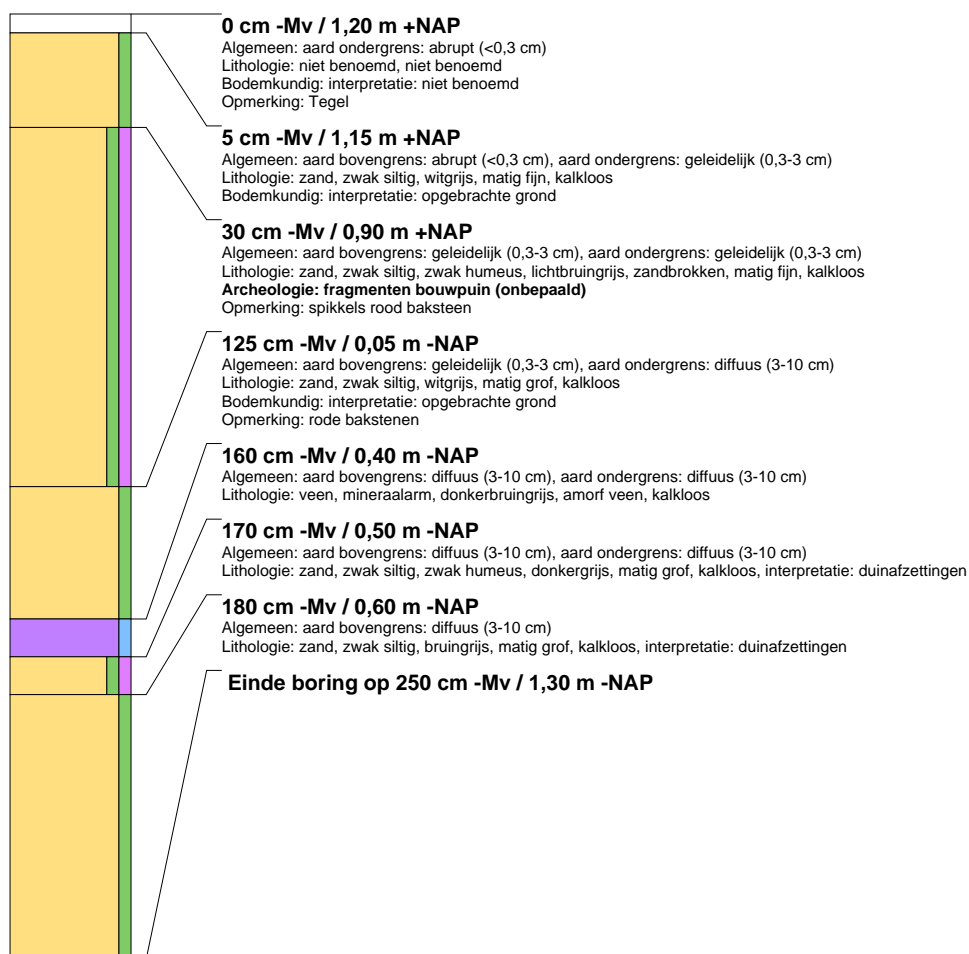 0 cm -Mv / 1,20 m +NAP
Algemeen: aard ondergrens: abrupt (<0,3 cm)
Lithologie: niet benoemd, niet benoemd
Bodemkundig: interpretatie: niet benoemd
Opmerking: Tegel
5 cm -Mv / 1,15 m +NAP
Algemeen: aard bovengrens: abrupt (<0,3 cm), aard ondergrens: geleidelijk (0,3-3 cm)
Lithologie: zand, zwak siltig, witgrijs, matig fijn, kalkloos
Bodemkundig: interpretatie: opgebrachte grond
30 cm -Mv / 0,90 m +NAP
Algemeen: aard bovengrens: geleidelijk (0,3-3 cm), aard ondergrens: geleidelijk (0,3-3 cm)
Lithologie: zand, zwak siltig, zwak humeus, lichtbruingrijs, zandbrokken, matig fijn, kalkloos
Archeologie: fragmenten bouwpuin (onbepaald)
Opmerking: spikkels rood baksteen
125 cm -Mv / 0,05 m -NAP
Algemeen: aard bovengrens: geleidelijk (0,3-3 cm), aard ondergrens: diffuus (3-10 cm)
Lithologie: zand, zwak siltig, witgrijs, matig grof, kalkloos
Bodemkundig: interpretatie: opgebrachte grond
Opmerking: rode bakstenen
160 cm -Mv / 0,40 m -NAP
Algemeen: aard bovengrens: diffuus (3-10 cm), aard ondergrens: diffuus (3-10 cm)
Lithologie: veen, mineraalarm, donkerbruingrijs, amorf veen, kalkloos
170 cm -Mv / 0,50 m -NAP
Algemeen: aard bovengrens: diffuus (3-10 cm), aard ondergrens: diffuus (3-10 cm)
Lithologie: zand, zwak siltig, zwak humeus, donkergrijs, matig grof, kalkloos, interpretatie: duinafzettingen
180 cm -Mv / 0,60 m -NAP
Algemeen: aard bovengrens: diffuus (3-10 cm)
Lithologie: zand, zwak siltig, bruingrijs, matig grof, kalkloos, interpretatie: duinafzettingen
Einde boring op 250 cm -Mv / 1,30 m -NAP